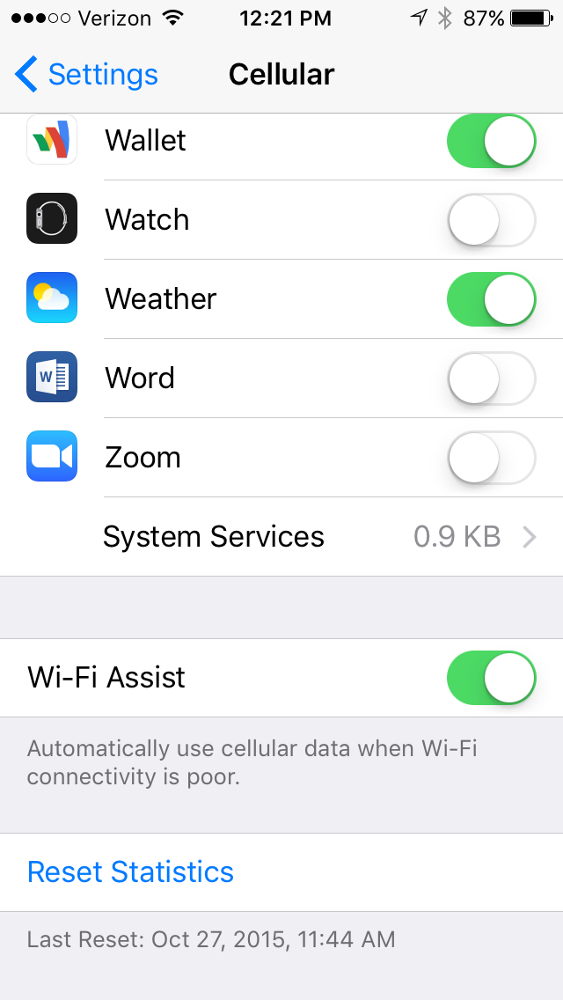 Verizon 12:21 PM 87%
Settings Cellular
Wallet
Watch
Weather
W Word
Zoom
System Services 0.9 KB
Wi-Fi Assist
Automatically use cellular data when Wi-Fi
connectivity is poor.
Reset Statistics
Last Reset: Oct 27, 2015, 11:44 AM